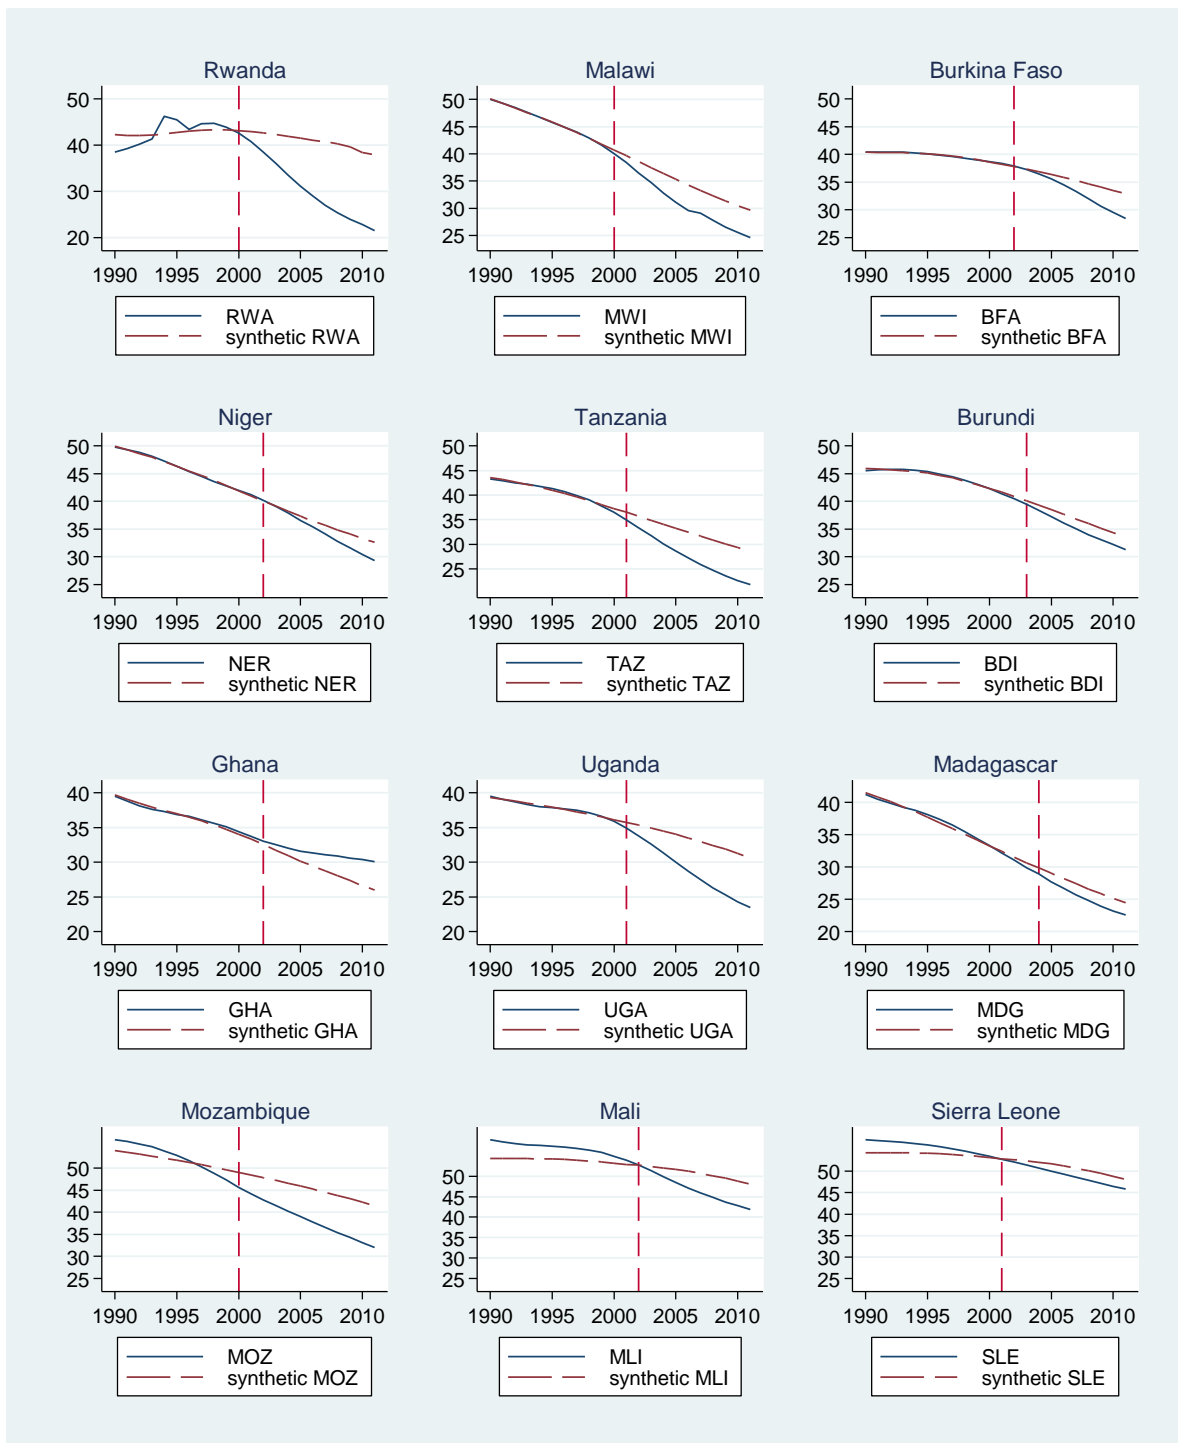 Rwanda
50
40
30
20
1990 1995 2000 2005 2010
RWA
synthetic RWA
Malawi
50
45
40
35
30
25
1990 1995 2000 2005 2010
MWI
synthetic MWI
Burkina Faso
50
45
40
35
30
25
1990 1995 2000 2005 2010
BFA
synthetic BFA
Niger
50
45
40
35
30
25
1990 1995 2000 2005 2010
NER
synthetic NER
Tanzania
50
45
40
35
30
25
1990 1995 2000 2005 2010
TAZ
synthetic TAZ
Burundi
50
45
40
35
30
25
1990 1995 2000 2005 2010
BDI
synthetic BDI
Ghana
40
35
30
25
20
1990 1995 2000 2005 2010
GHA
synthetic GHA
Uganda
40
35
30
25
20
1990 1995 2000 2005 2010
UGA
synthetic UGA
Madagascar
40
35
30
25
20
1990 1995 2000 2005 2010
MDG
synthetic MDG
Mozambique
50
45
40
35
30
25
1990 1995 2000 2005 2010
MOZ
synthetic MOZ
Mali
50
45
40
35
30
25
1990 1995 2000 2005 2010
MLI
synthetic MLI
Sierra Leone
50
45
40
35
30
25
1990 1995 2000 2005 2010
SLE
synthetic SLE